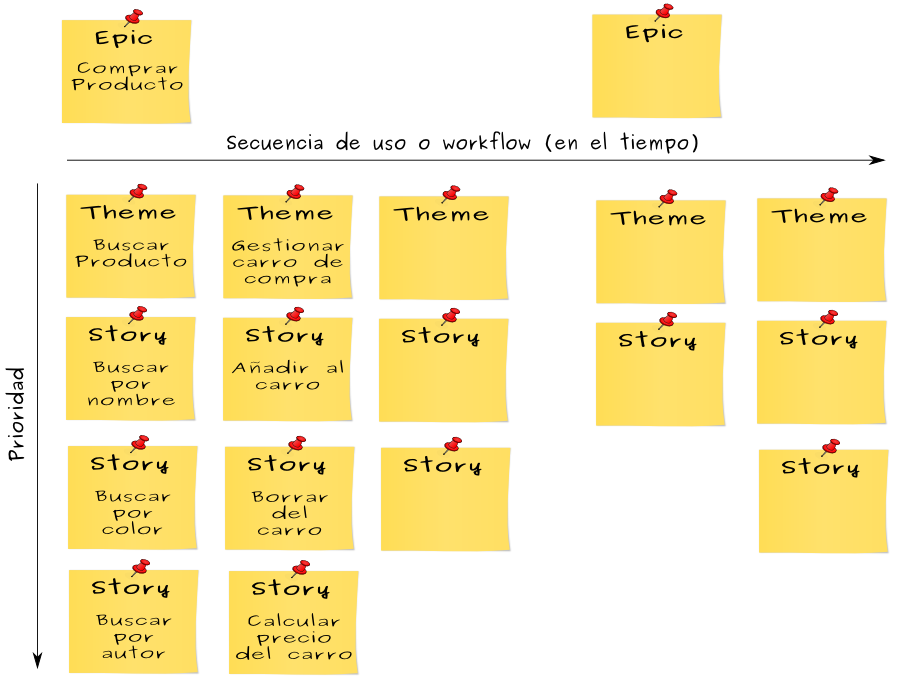 Epic
Comprar
Producto
Epic
Secuencia de uso o workflow (en el tiempo)
Prioridad
Theme
Buscar
Producto
Theme
Gestionar
carro de
compra
Theme
Theme
Theme
Story
Buscar
por
nombre
Story
Añadir al
carro
Story
Story
Story
Story
Buscar
por
color
Story
Borrar
del
carro
Story
Story
Story
Buscar
por
autor
Story
Calcular
precio
del carro